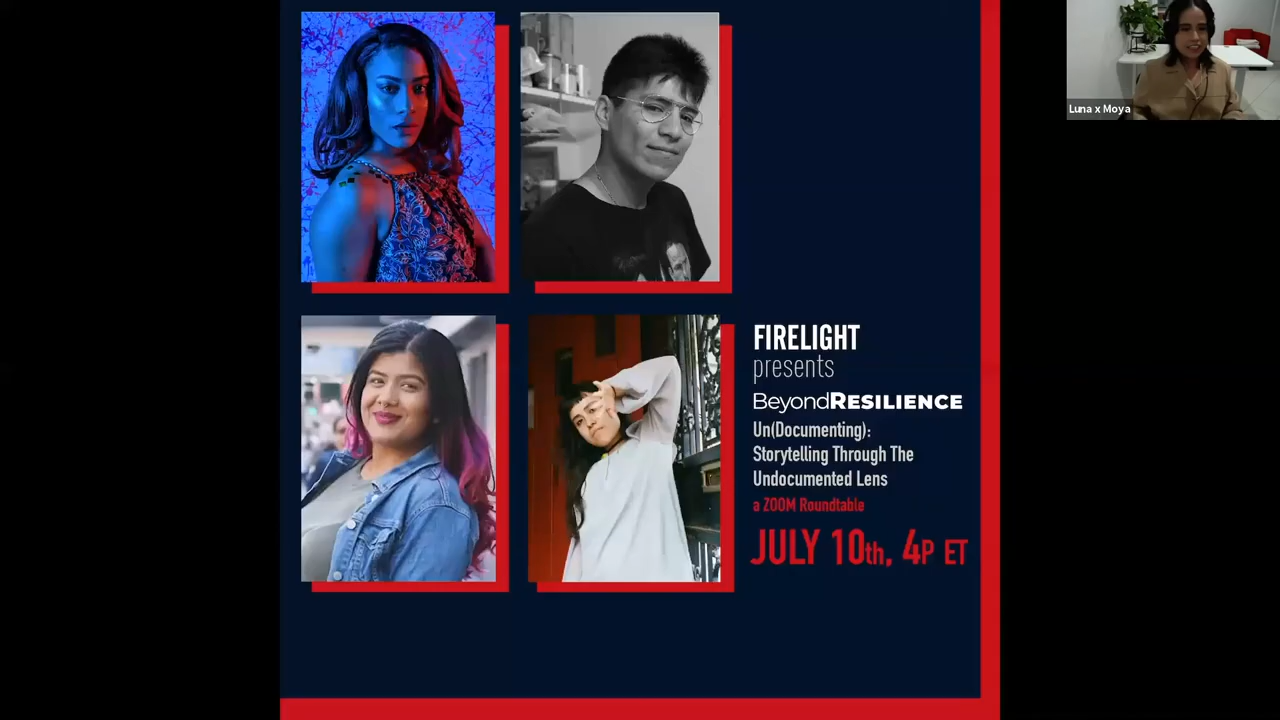 Luna x Moya
FIRELIGHT
presents
BeyondRESILIENCE
Un(Documenting):
Storytelling Through The
Undocumented Lens
a ZOOM Roundtable
JULY 10th, 4P ET